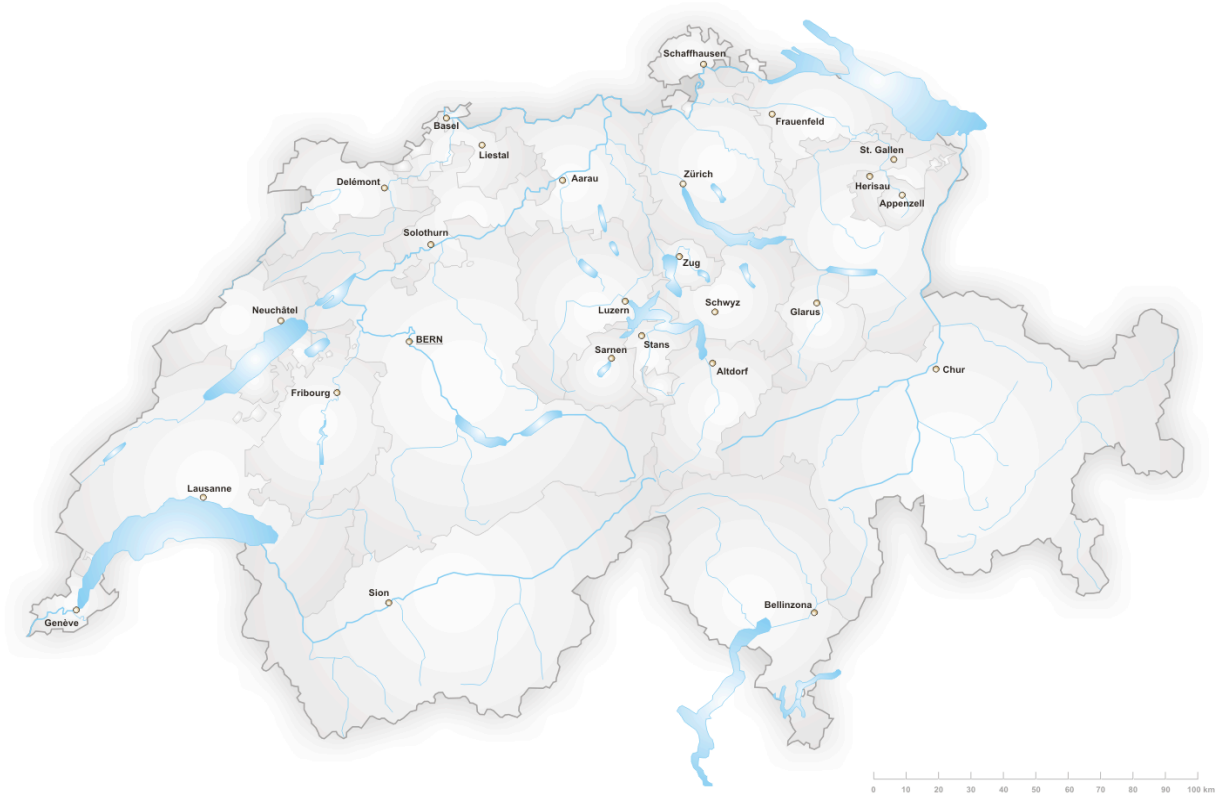 Schaffhausen
Frauenfeld
Basel
Liestal
St. Gallen
Herisau
Appenzell
Delémont
Aarau
Zürich
Solothurn
Zug
Neuchâtel
Luzern
Schwyz
Glarus
BERN
Stans
Sarnen
Altdorf
Chur
Fribourg
Lausanne
Sion
Bellinzona
Genève
0 10 20 30 40 50 60 70 80 90 100 km